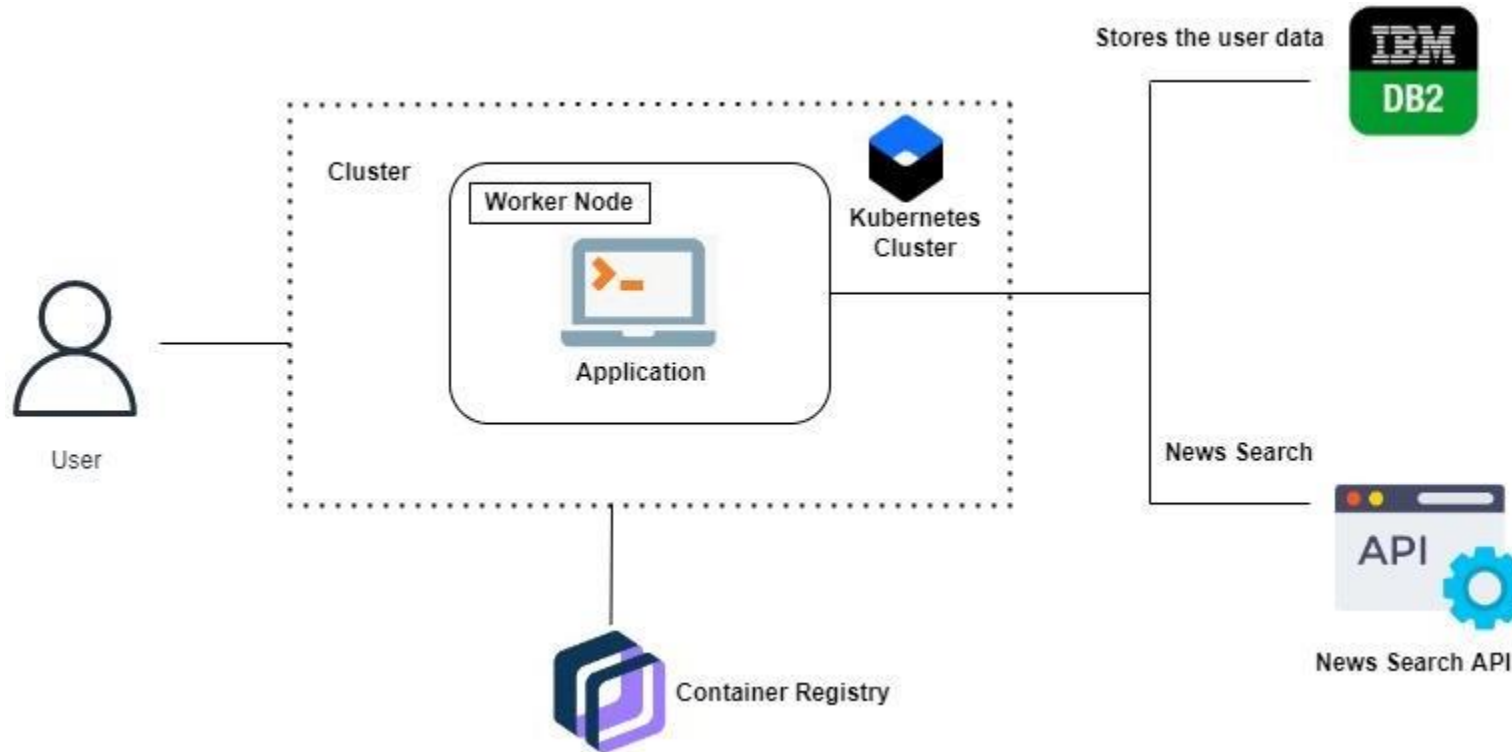 Stores the user data
IBM
DB2
Cluster
Worker Node
Kubernetes
Cluster
Application
User
News Search
API
News Search API
Container Registry